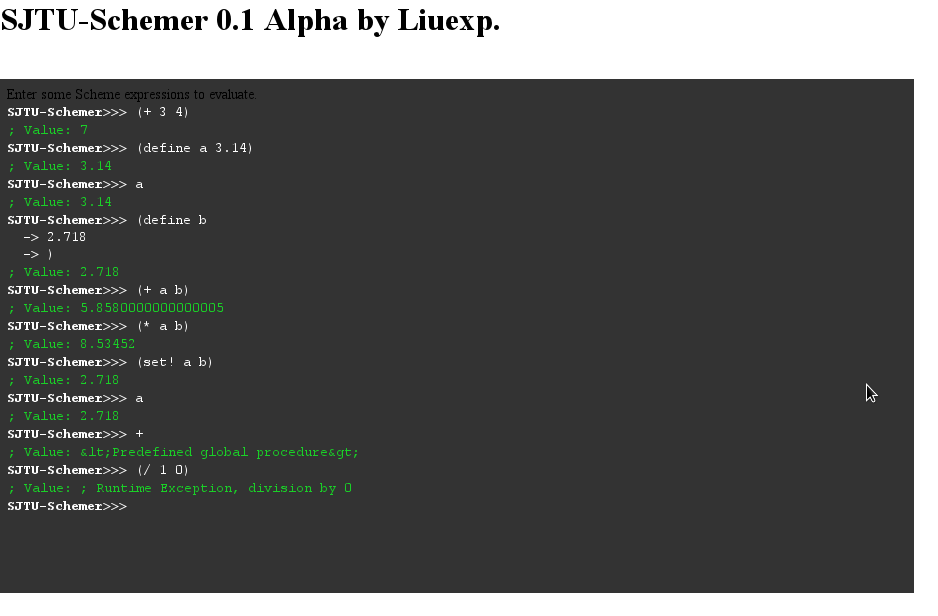 SJTU-Schemer 0.1 Alpha by Liuexp.
Enter some Scheme expressions to evaluate.
SJTU-Schemer>>> (+ 3 4)
; Value: 7
SJTU-Schemer>>> (define a 3.14)
; Value: 3.14
SJTU-Schemer>>> a
; Value: 3.14
SJTU-Schemer>>> (define b
-> 2.718
-> )
; Value: 2.718
SJTU-Schemer>>> (+ a b)
; Value: 5.8580000000000005
SJTU-Schemer>>> (* a b)
; Value: 8.53452
SJTU-Schemer>>> (set! a b)
; Value: 2.718
SJTU-Schemer>>> a
; Value: 2.718
SJTU-Schemer>>> +
; Value: &lt;Predefined global procedure&gt;
SJTU-Schemer>>> (/ 1 0)
; Value: ; Runtime Exception, division by 0
SJTU-Schemer>>>